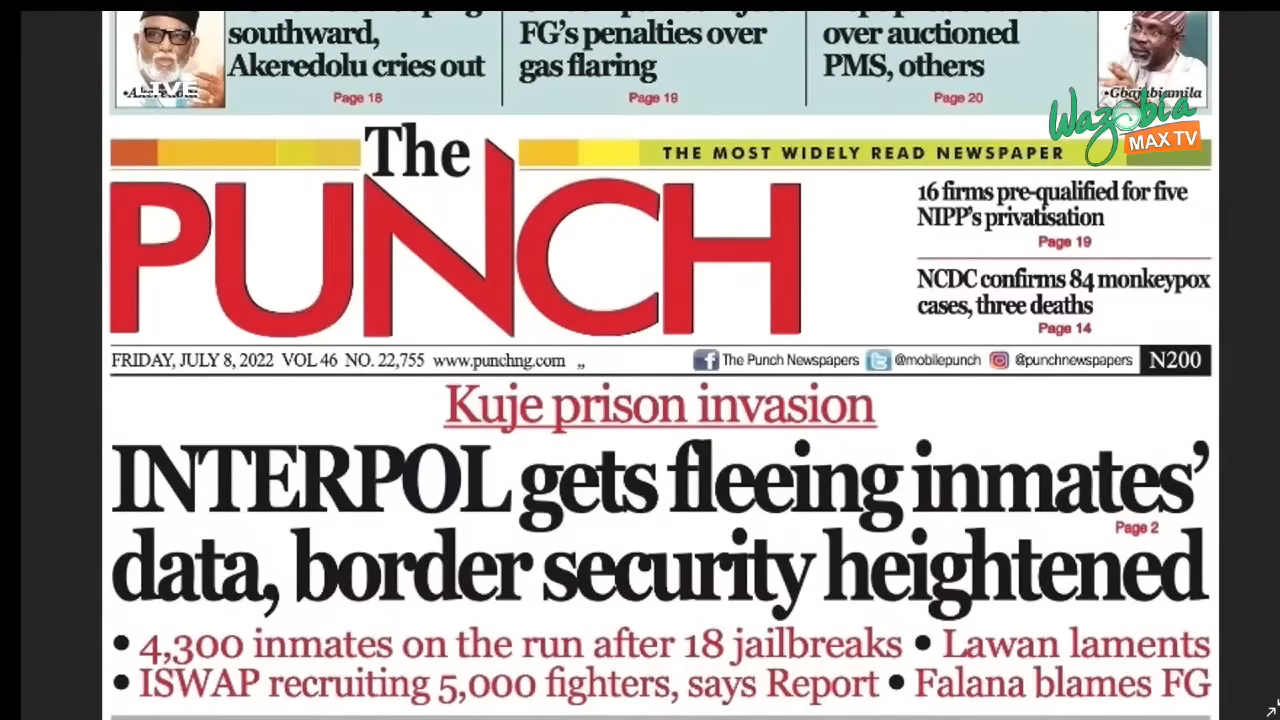 southward,
Akeredolu cries out
Page 18
FG's penalties over
gas flaring
Page 19
over auctioned
PMS, others
Page 20
LIVE
•Gbajabiamila
Wazobia
MAX TV
The
PUNCH
THE MOST WIDELY READ NEWSPAPER
16 firms pre-qualified for five
NIPP's privatisation
Page 19
NCDC confirms 84 monkeypox
cases, three deaths
Page 14
FRIDAY, JULY 8, 2022 VOL 46 NO. 22,755 www.punchng.com ,,
The Punch Newspapers @mobilepunch @punchnewspapers N200
Kuje prison invasion
INTERPOL gets fleeing inmates'
Page 2
data, border security heightened
• 4,300 inmates on the run after 18 jailbreaks • Lawan laments
• ISWAP recruiting 5,000 fighters, says Report • Falana blames FG